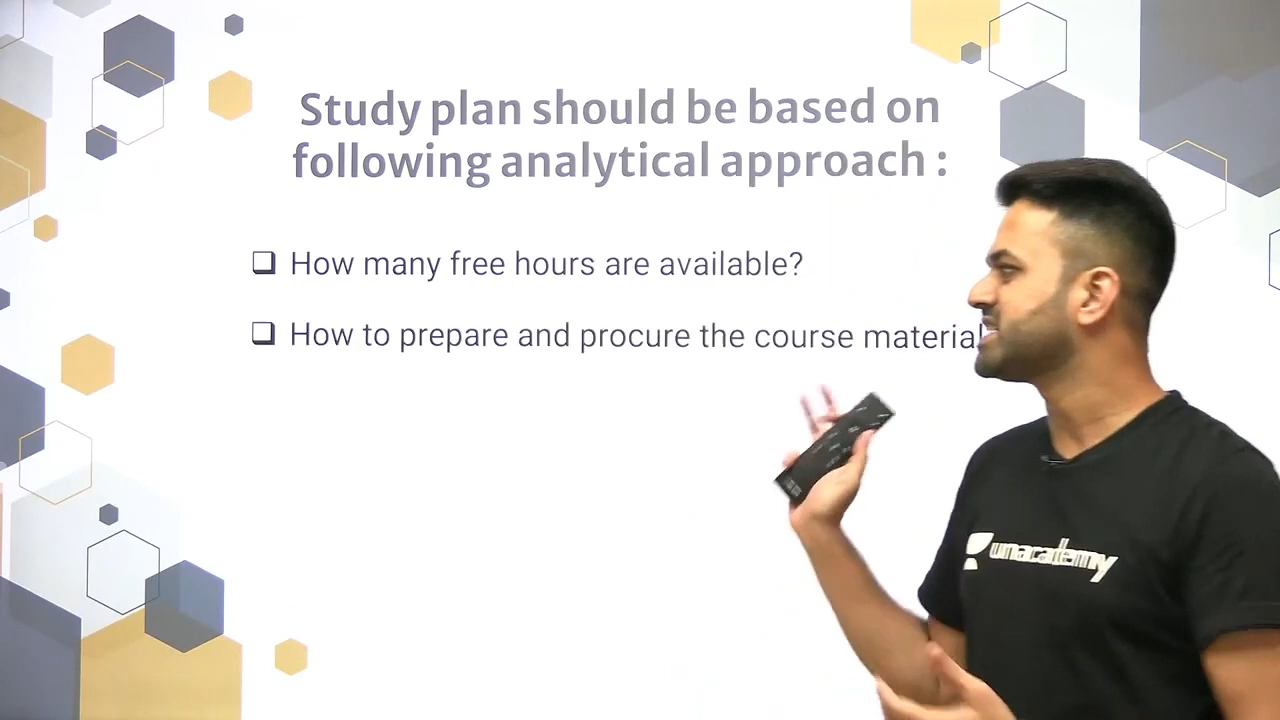 Study plan should be based on
following analytical approach :
❑ How many free hours are available?
❑ How to prepare and procure the course material
unacademy